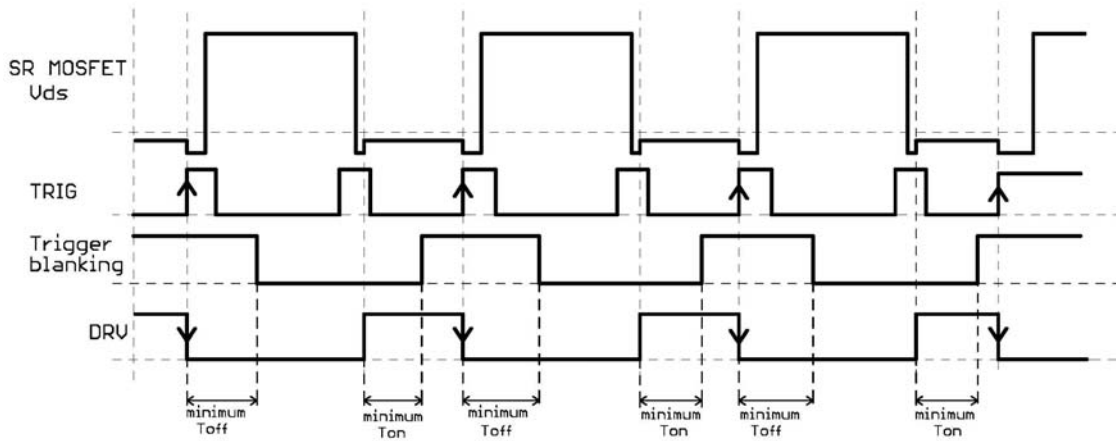 SR MOSFET
Vds
TRIG
Trigger
blanking
DRV
minimum
Toff
minimum
Ton
minimum
Toff
minimum
Ton
minimum
Toff
minimum
Ton